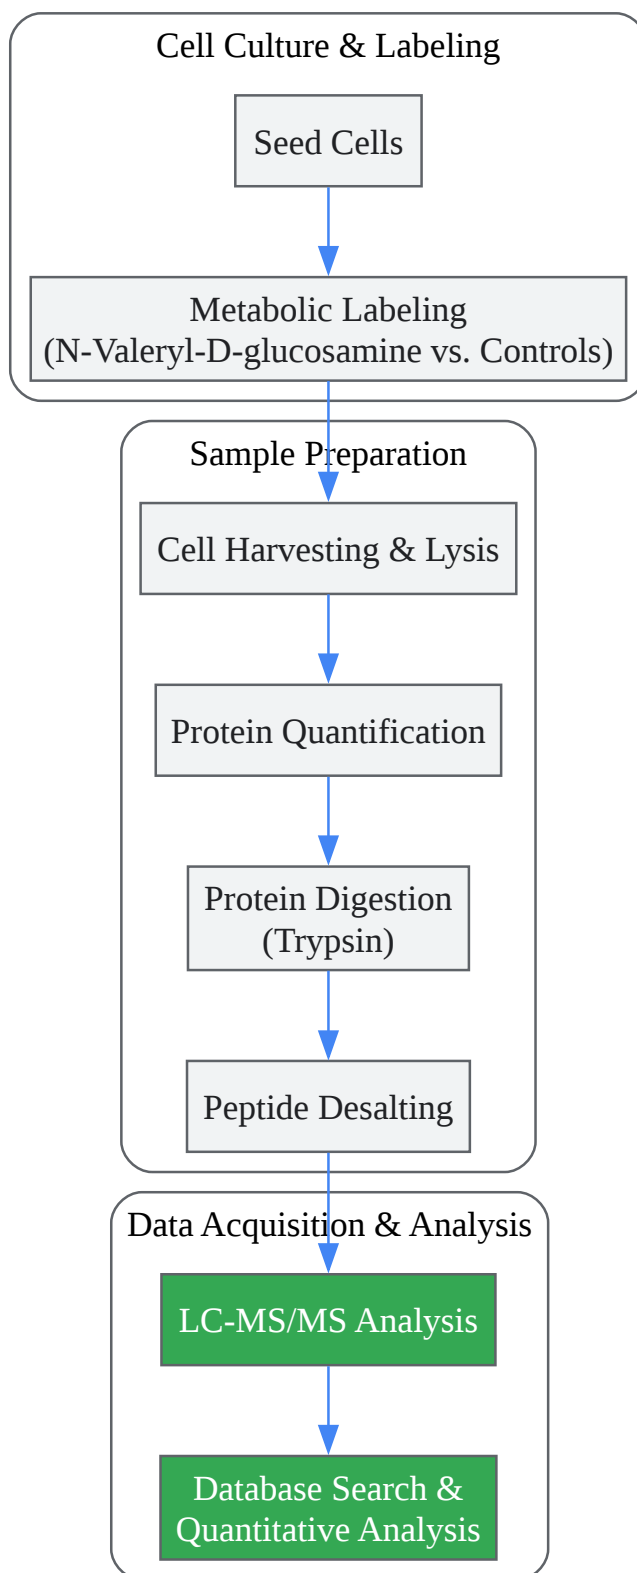 Cell Culture & Labeling
Seed Cells
Metabolic Labeling
(N-Valeryl-D-glucosamine vs. Controls)
Sample Preparation
Cell Harvesting & Lysis
Protein Quantification
Protein Digestion
(Trypsin)
Peptide Desalting
Data Acquisition & Analysis
LC-MS/MS Analysis
Database Search &
Quantitative Analysis